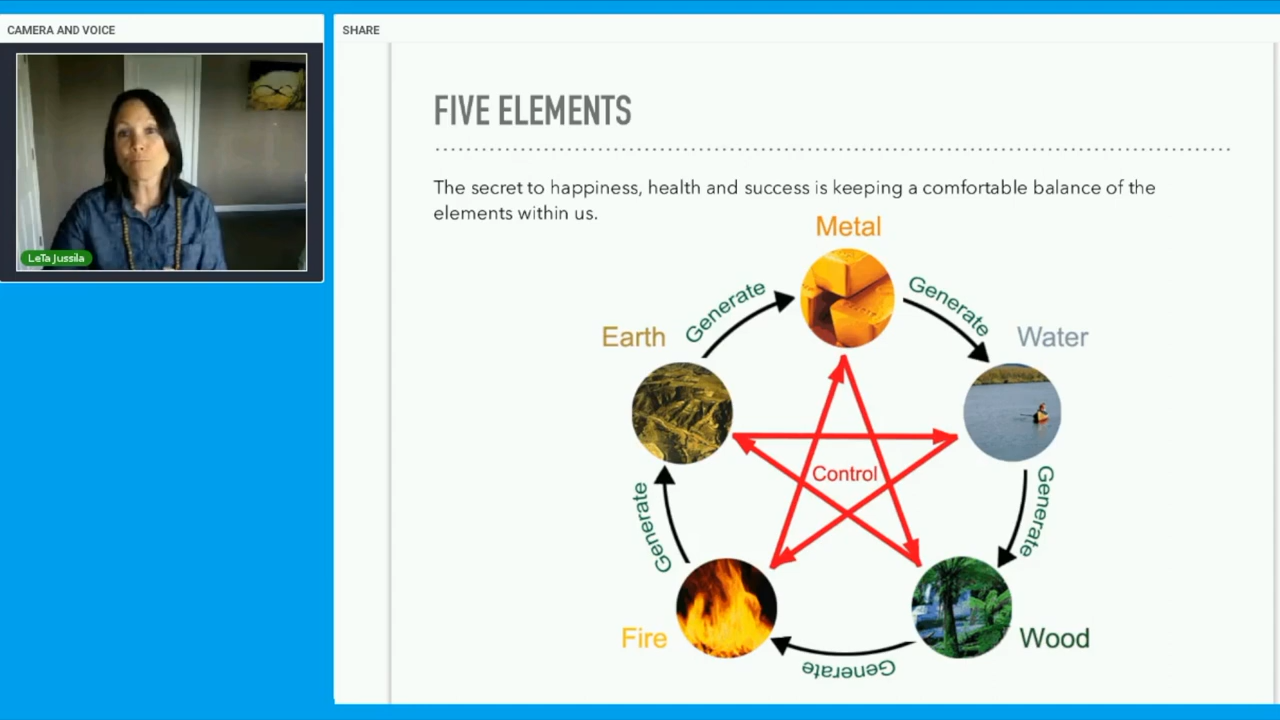 CAMERA AND VOICE
SHARE
LeTa Jussila
FIVE ELEMENTS
The secret to happiness, health and success is keeping a comfortable balance of the
elements within us.
Metal
Generate
Generate
Earth
Water
Control
Generate
Generate
Fire
Wood
Generate